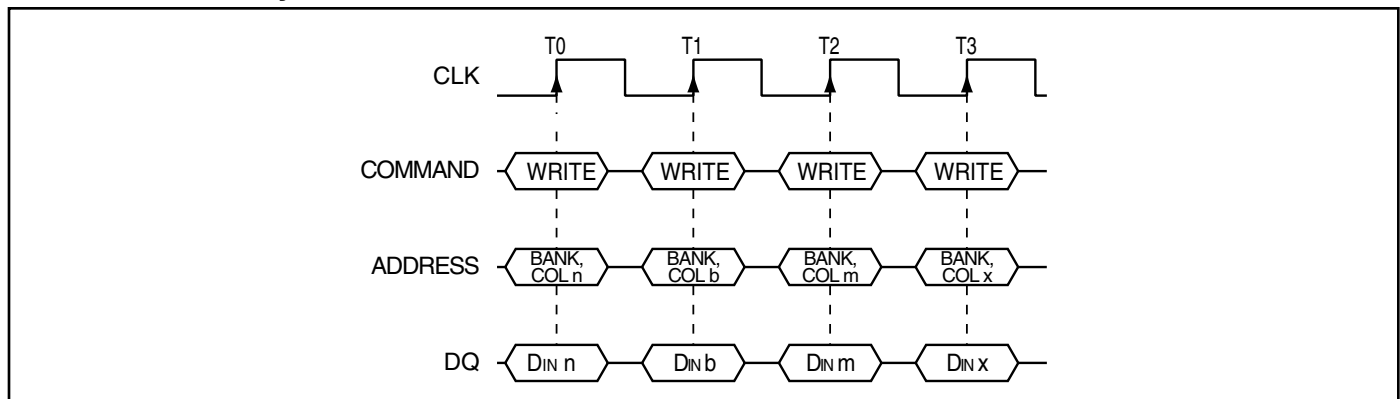 T0 T1 T2 T3
CLK
COMMAND WRITE WRITE WRITE WRITE
ADDRESS BANK, COL n BANK, COL b BANK, COL m BANK, COL x
DQ DIN n DIN b DIN m DIN x